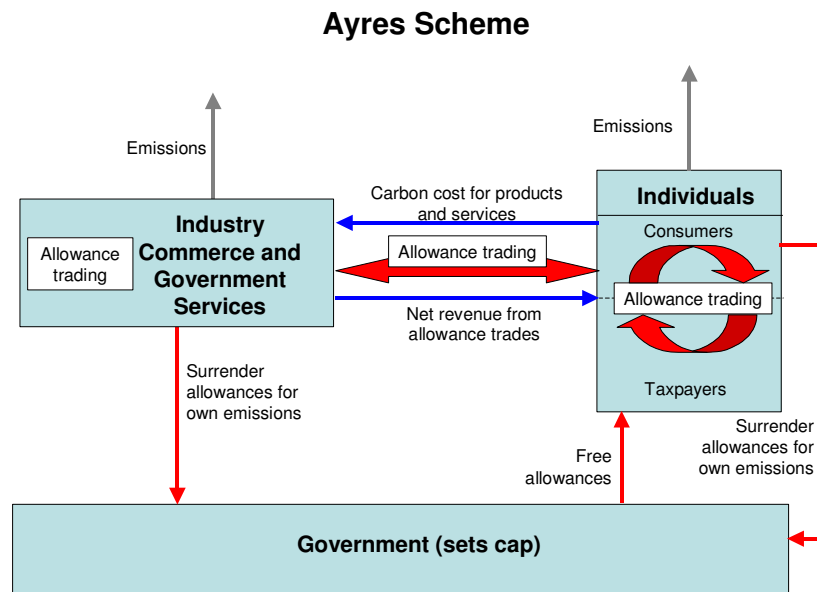 Ayres Scheme
Emissions
Emissions
Carbon cost for products
and services
Individuals
Industry
Commerce and
Government
Services
Allowance
trading
Allowance trading
Consumers
Allowance trading
Net revenue from
allowance trades
Taxpayers
Surrender
allowances for
own emissions
Free
allowances
Surrender
allowances for
own emissions
Government (sets cap)